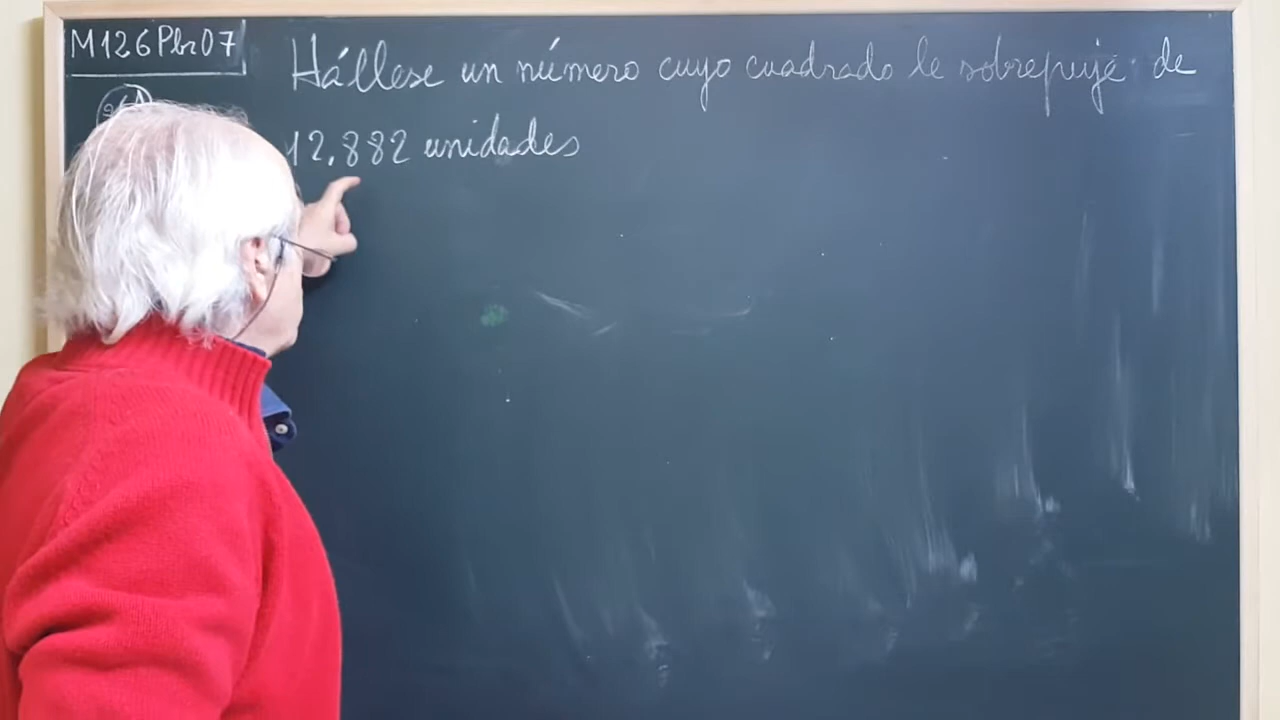 M126Pbr07
Hállese un número cuyo cuadrado le sobrepuje de
12.882 unidades